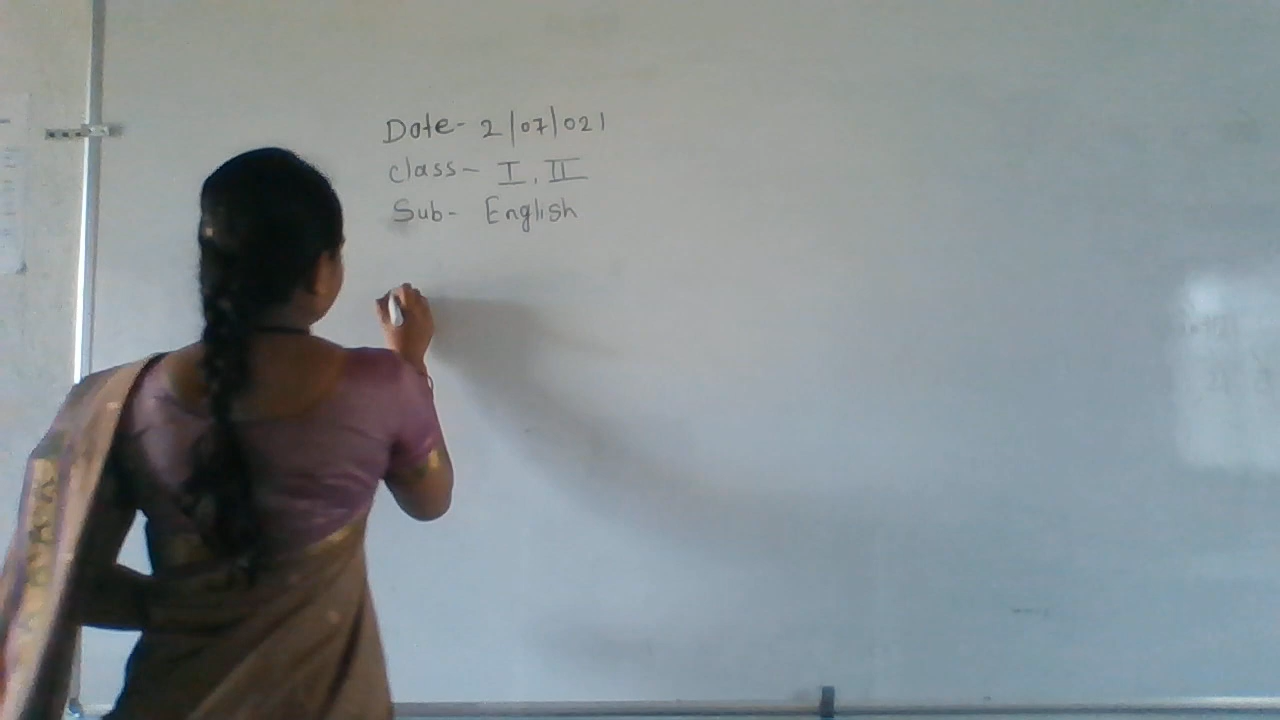 Date- 2/07/021
class- I, II
Sub- English